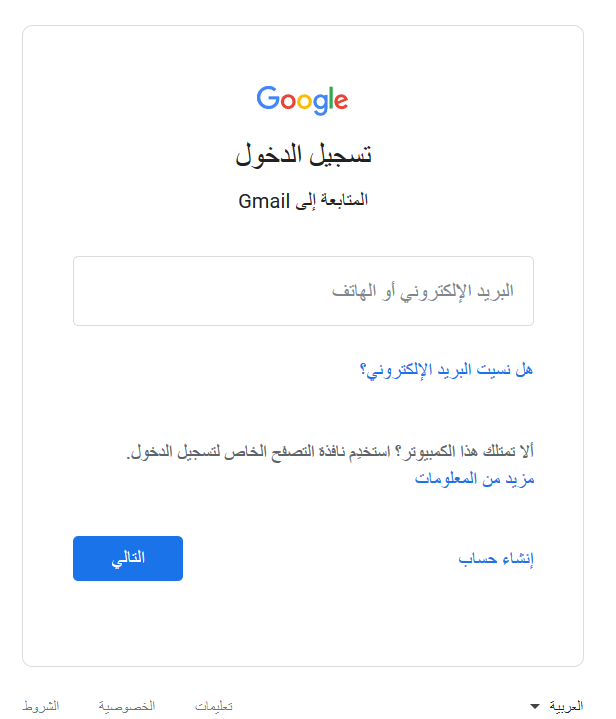 Google
تسجيل الدخول
المتابعة إلى Gmail
البريد الإلكتروني أو الهاتف
هل نسيت البريد الإلكتروني؟
ألا تمتلك هذا الكمبيوتر؟ استخدِم نافذة التصفح الخاص لتسجيل الدخول.
مزيد من المعلومات
إنشاء حساب
التالي
العربية
تعليمات
الخصوصية
الشروط